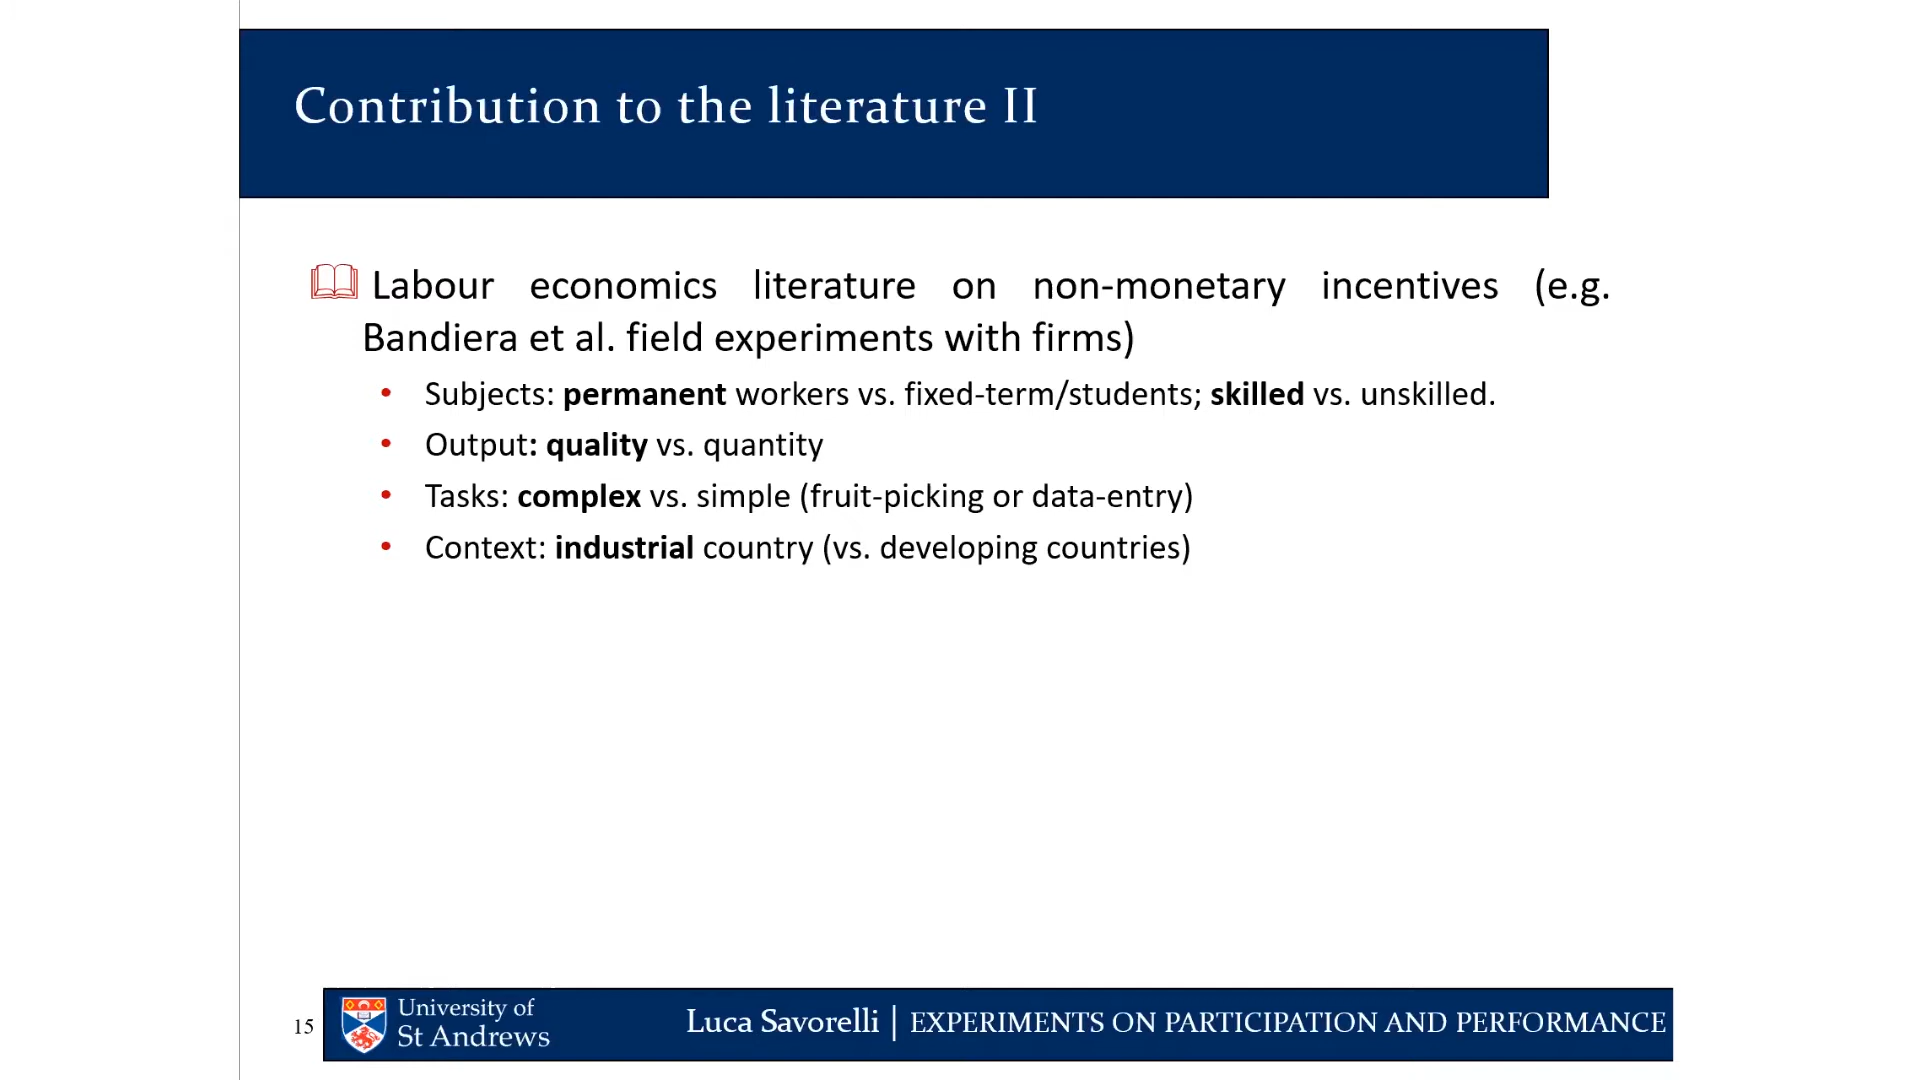 Contribution to the literature II
Labour economics literature on non-monetary incentives (e.g.
Bandiera et al. field experiments with firms)
• Subjects: permanent workers vs. fixed-term/students; skilled vs. unskilled.
• Output: quality vs. quantity
• Tasks: complex vs. simple (fruit-picking or data-entry)
• Context: industrial country (vs. developing countries)
15
University of
St Andrews
Luca Savorelli | EXPERIMENTS ON PARTICIPATION AND PERFORMANCE